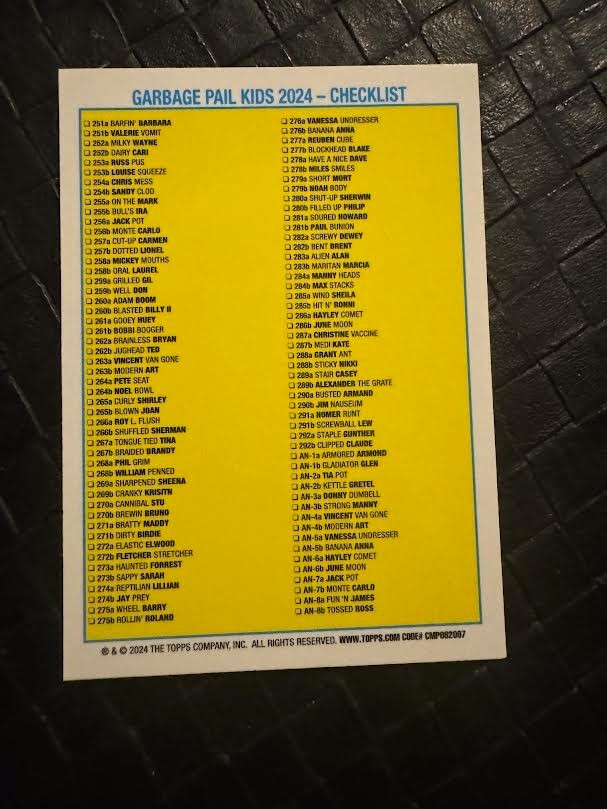 GARBAGE PAIL KIDS 2024 – CHECKLIST
❏ 251a BARFIN' BARBARA
❏ 251b VALERIE VOMIT
❏ 252a MILKY WAYNE
❏ 252b DAIRY CARI
❏ 253a RUSS PUS
❏ 253b LOUISE SQUEEZE
❏ 254a CHRIS MESS
❏ 254b SANDY CLOD
❏ 255a ON THE MARK
❏ 255b BULL'S IRA
❏ 256a JACK POT
❏ 256b MONTE CARLO
❏ 257a CUT-UP CARMEN
❏ 257b DOTTED LIONEL
❏ 258a MICKEY MOUTHS
❏ 258b ORAL LAUREL
❏ 259a GRILLED GIL
❏ 259b WELL DON
❏ 260a ADAM BOOM
❏ 260b BLASTED BILLY II
❏ 261a GOOEY HUEY
❏ 261b BOBBI BOOGER
❏ 262a BRAINLESS BRYAN
❏ 262b JUGHEAD TED
❏ 263a VINCENT VAN GONE
❏ 263b MODERN ART
❏ 264a PETE SEAT
❏ 264b NOEL BOWL
❏ 265a CURLY SHIRLEY
❏ 265b BLOWN JOAN
❏ 266a ROY L. FLUSH
❏ 266b SHUFFLED SHERMAN
❏ 267a TONGUE TIED TINA
❏ 267b BRAIDED BRANDY
❏ 268a PHIL GRIM
❏ 268b WILLIAM PENNED
❏ 269a SHARPENED SHEENA
❏ 269b CRANKY KRISITN
❏ 270a CANNIBAL STU
❏ 270b BREWIN BRUNO
❏ 271a BRATTY MADDY
❏ 271b DIRTY BIRDIE
❏ 272a ELASTIC ELWOOD
❏ 272b FLETCHER STRETCHER
❏ 273a HAUNTED FORREST
❏ 273b SAPPY SARAH
❏ 274a REPTILIAN LILLIAN
❏ 274b JAY PREY
❏ 275a WHEEL BARRY
❏ 275b ROLLIN' ROLAND
❏ 276a VANESSA UNDRESSER
❏ 276b BANANA ANNA
❏ 277a REUBEN CUBE
❏ 277b BLOCKHEAD BLAKE
❏ 278a HAVE A NICE DAVE
❏ 278b MILES SMILES
❏ 279a SHORT MORT
❏ 279b NOAH BODY
❏ 280a SHUT-UP SHERWIN
❏ 280b FILLED UP PHILIP
❏ 281a SOURED HOWARD
❏ 281b PAUL BUNION
❏ 282a SCREWY DEWEY
❏ 282b BENT BRENT
❏ 283a ALIEN ALAN
❏ 283b MARITAN MARCIA
❏ 284a MANNY HEADS
❏ 284b MAX STACKS
❏ 285a WIND SHEILA
❏ 285b HIT N' RONNI
❏ 286a HAYLEY COMET
❏ 286b JUNE MOON
❏ 287a CHRISTINE VACCINE
❏ 287b MEDI KATE
❏ 288a GRANT ANT
❏ 288b STICKY NIKKI
❏ 289a STAIR CASEY
❏ 289b ALEXANDER THE GRATE
❏ 290a BUSTED ARMANO
❏ 290b JIM NAUSEUM
❏ 291a HOMER RUNT
❏ 291b SCREWBALL LEW
❏ 292a STAPLE GUNTHER
❏ 292b CLIPPED CLAUDE
❏ AN-1a ARMORED ARMOND
❏ AN-1b GLADIATOR GLEN
❏ AN-2a TIA POT
❏ AN-2b KETTLE GRETEL
❏ AN-3a DONNY DUMBELL
❏ AN-3b STRONG MANNY
❏ AN-4a VINCENT VAN GONE
❏ AN-4b MODERN ART
❏ AN-5a VANESSA UNDRESSER
❏ AN-5b BANANA ANNA
❏ AN-6a HAYLEY COMET
❏ AN-6b JUNE MOON
❏ AN-7a JACK POT
❏ AN-7b MONTE CARLO
❏ AN-8a FUN 'N JAMES
❏ AN-8b TOSSED ROSS
® & © 2024 THE TOPPS COMPANY, INC. ALL RIGHTS RESERVED. WWW.TOPPS.COM CODE# CMP082097